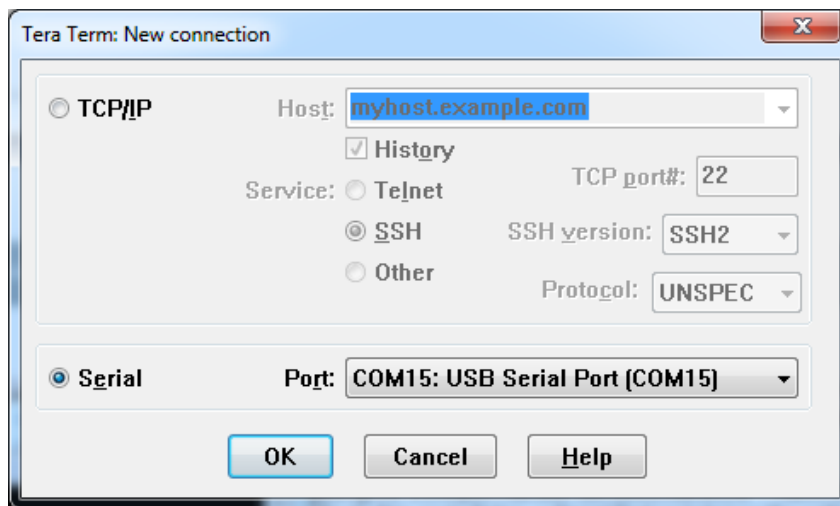 Tera Term: New connection
TCP/IP Host: myhost.example.com
History
Service: Telnet TCP port#: 22
SSH SSH version: SSH2
Other Protocol: UNSPEC
Serial Port: COM15: USB Serial Port (COM15)
OK Cancel Help